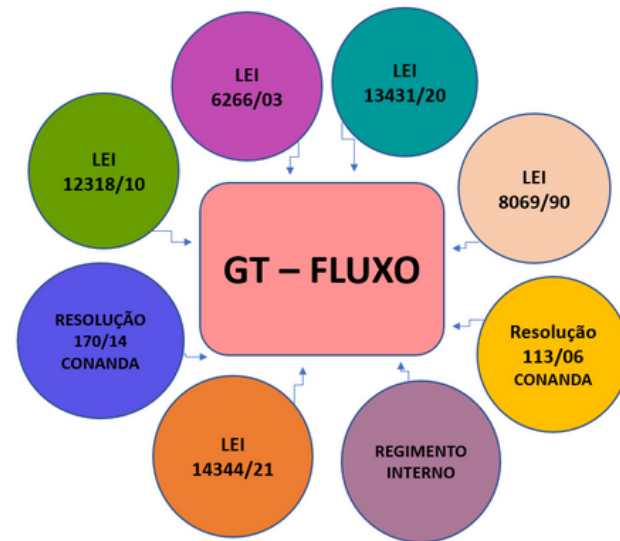 LEI
6266/03
LEI
13431/20
LEI
12318/10
LEI
8069/90
GT – FLUXO
RESOLUÇÃO
170/14
CONANDA
Resolução
113/06
CONANDA
LEI
14344/21
REGIMENTO
INTERNO